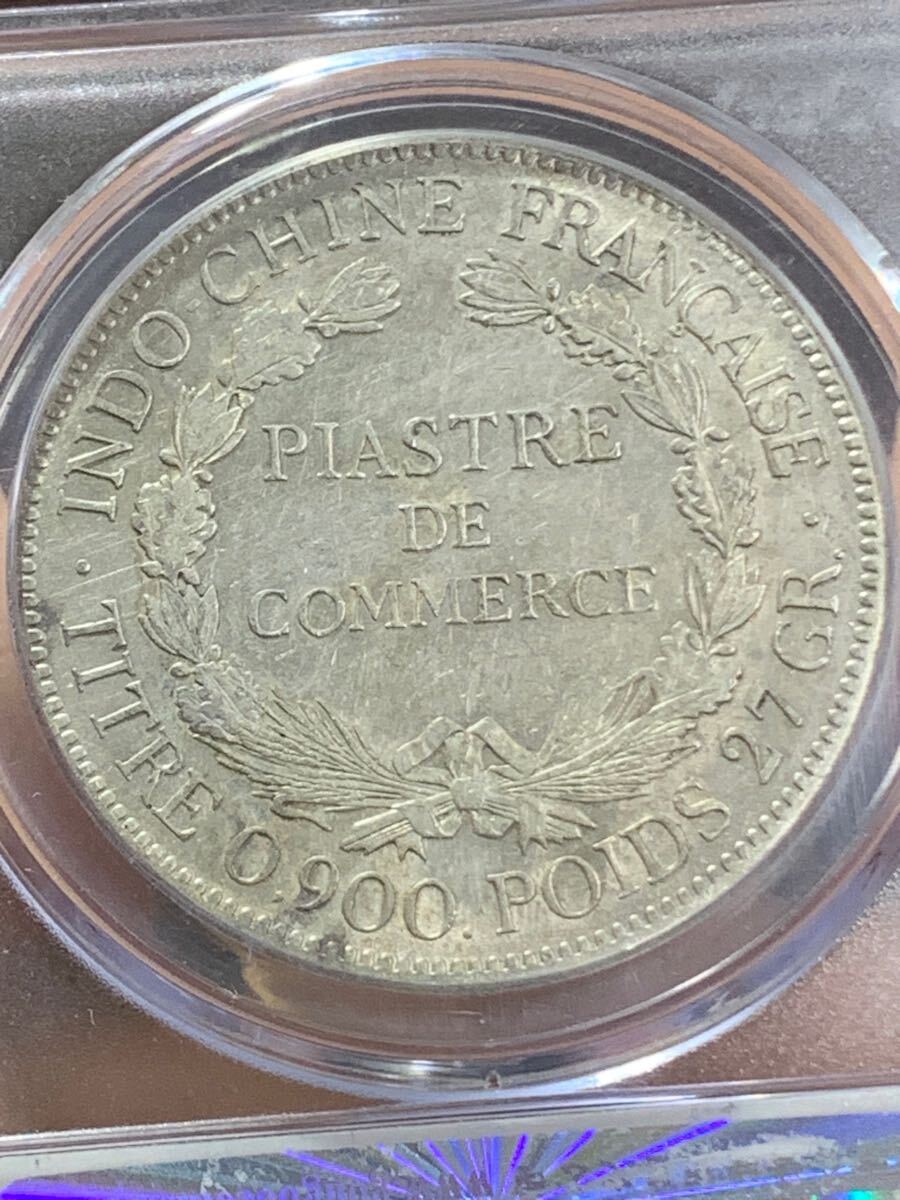 INDO-CHINE FRANÇAISE
PIASTRE
DE
COMMERCE
· TITRE 0,900. POIDS 27 GR. ·